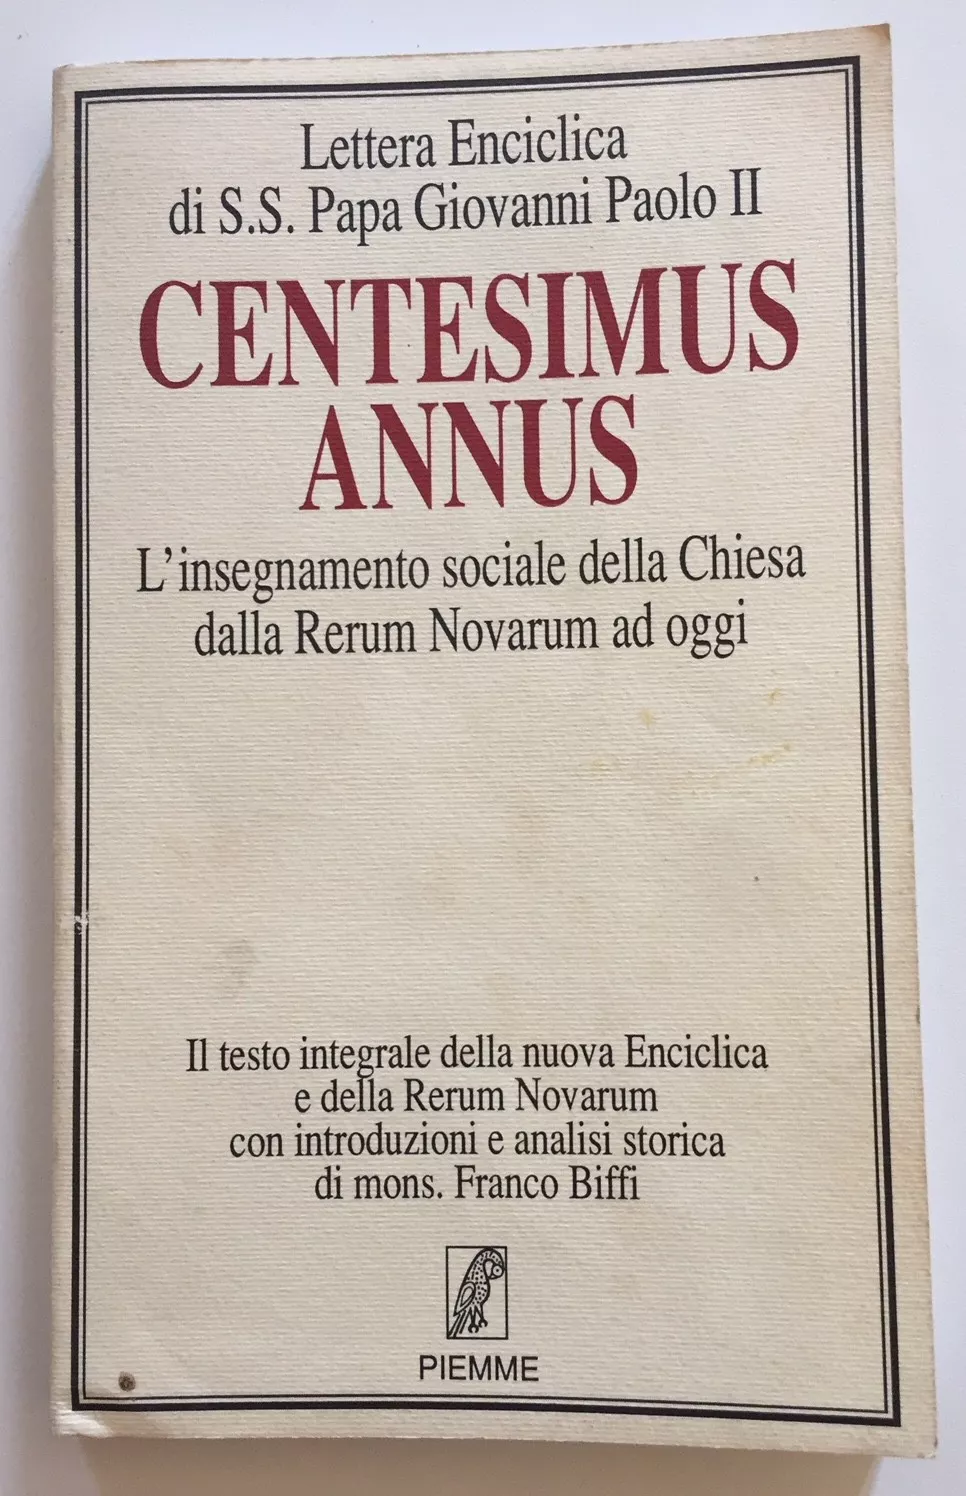 Lettera Enciclica
di S.S. Papa Giovanni Paolo II
CENTESIMUS
ANNUS
L'insegnamento sociale della Chiesa
dalla Rerum Novarum ad oggi
Il testo integrale della nuova Enciclica
e della Rerum Novarum
con introduzioni e analisi storica
di mons. Franco Biffi
PIEMME